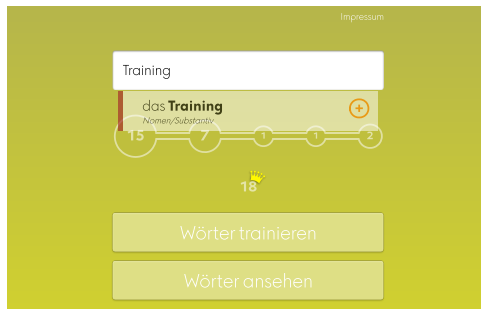 Impressum
Training
das Training
Nomen/Substantiv
15 7 1 1 2
18
Wörter trainieren
Wörter ansehen